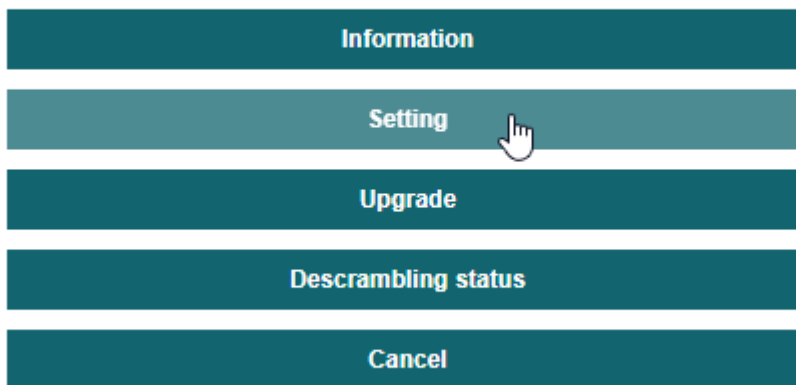 Information
Setting
Upgrade
Descrambling status
Cancel